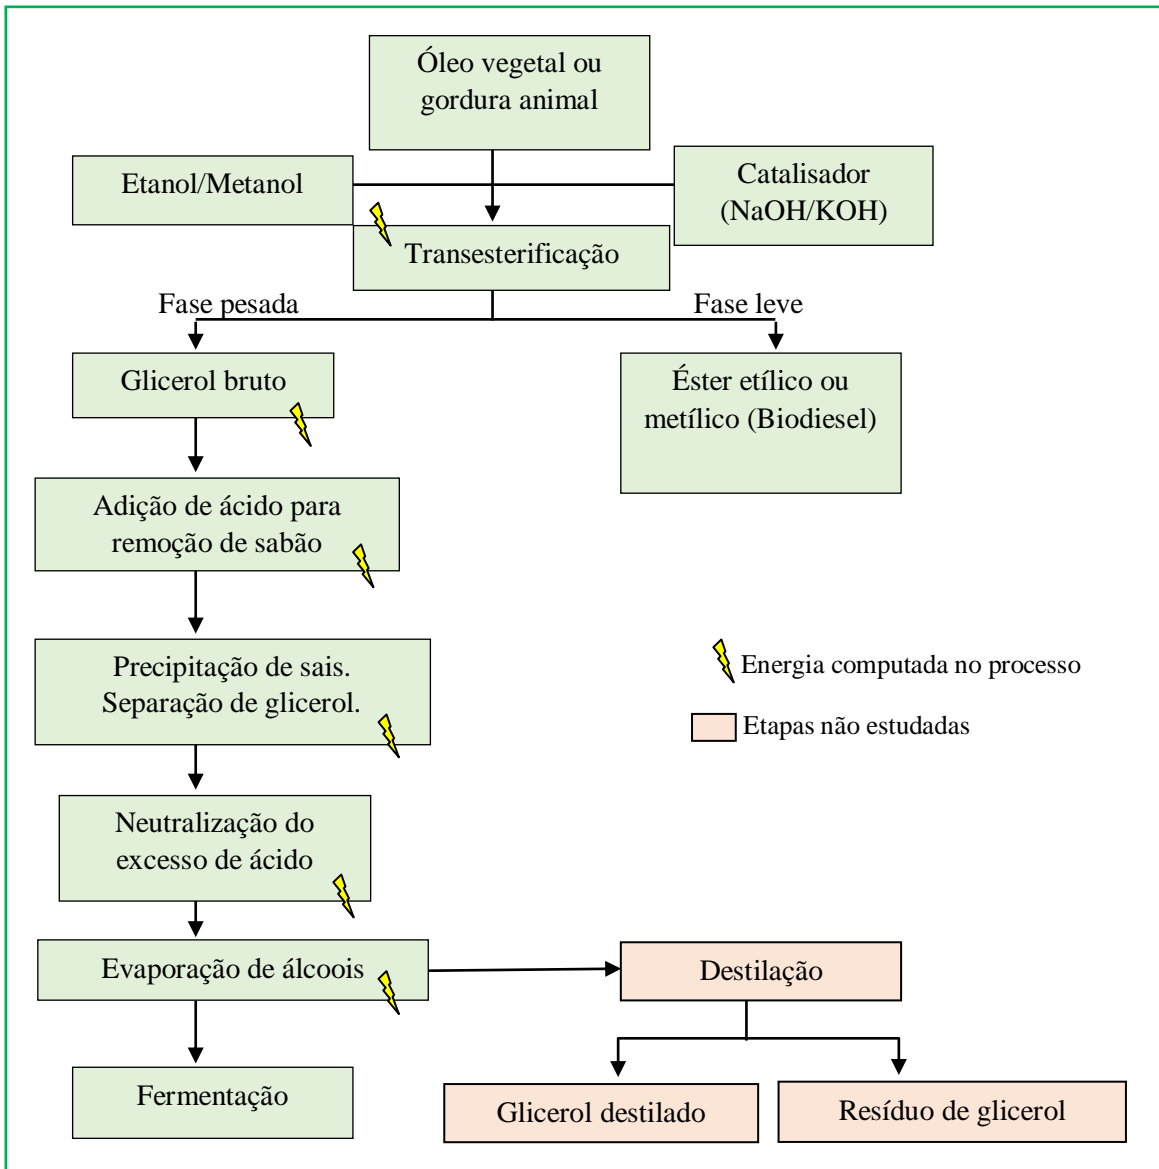 Óleo vegetal ou
gordura animal
Etanol/Metanol
Catalisador
(NaOH/KOH)
Transesterificação
Fase pesada
Fase leve
Glicerol bruto
Éster etílico ou
metílico (Biodiesel)
Adição de ácido para
remoção de sabão
Precipitação de sais.
Separação de glicerol.
Energia computada no processo
Etapas não estudadas
Neutralização do
excesso de ácido
Evaporação de álcoois
Destilação
Fermentação
Glicerol destilado
Resíduo de glicerol